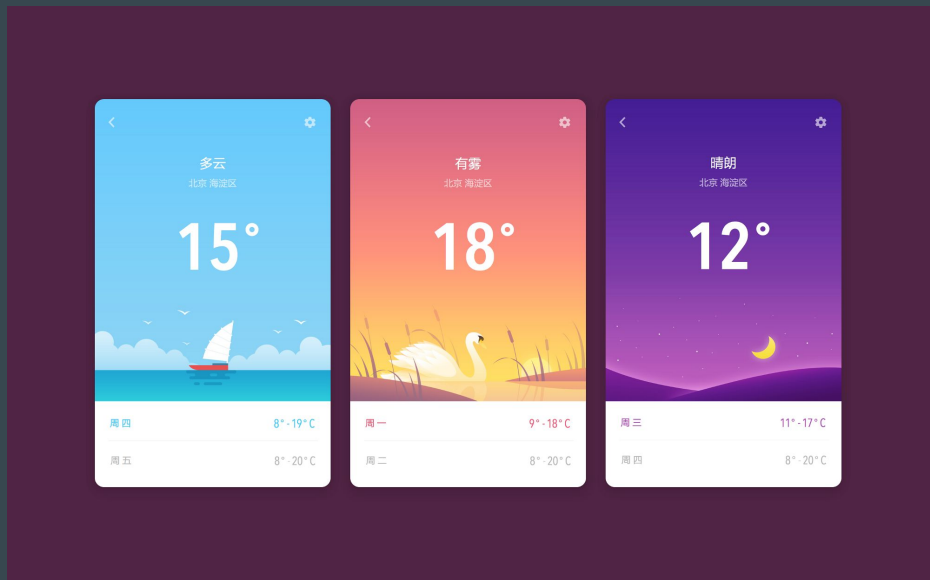 多云
北京 海淀区
15°
周四 8°-19°C
周五 8°-20°C
有雾
北京 海淀区
18°
周一 9°-18°C
周二 8°-20°C
晴朗
北京 海淀区
12°
周三 11°-17°C
周四 8°-20°C